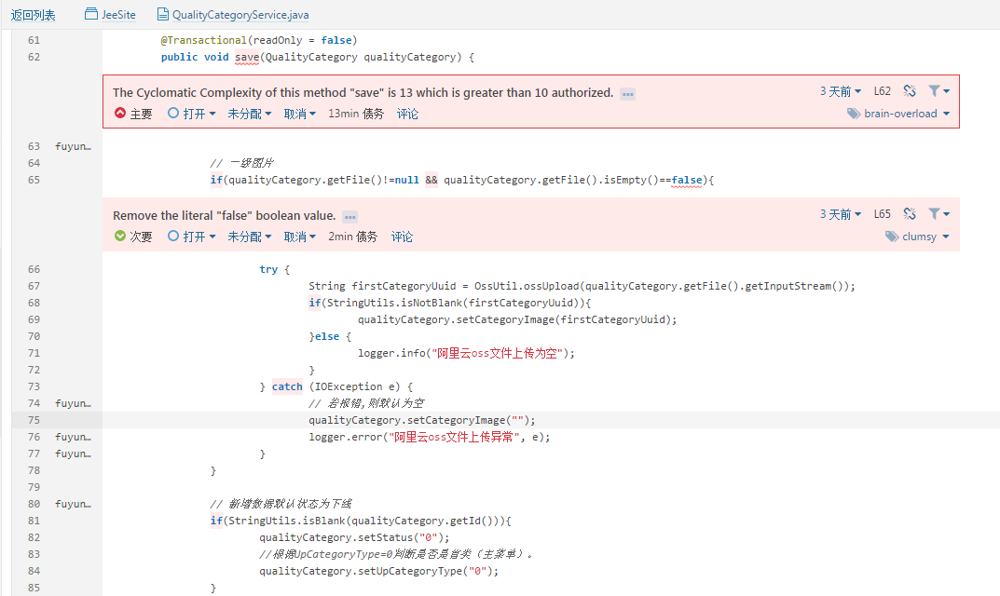 返回列表 JeeSite QualityCategoryService.java
61 @Transactional(readOnly = false)
62 public void save(QualityCategory qualityCategory) {
The Cyclomatic Complexity of this method "save" is 13 which is greater than 10 authorized. ... 3 天前 L62
主要 打开 未分配 取消 13min 债务 评论 brain-overload
63 fuyun...
64 // 一级图片
65 if(qualityCategory.getFile()!=null && qualityCategory.getFile().isEmpty()==false){
Remove the literal "false" boolean value. ... 3 天前 L65
次要 打开 未分配 取消 2min 债务 评论 clumsy
66 try {
67 String firstCategoryUuid = OssUtil.ossUpload(qualityCategory.getFile().getInputStream());
68 if(StringUtils.isNotBlank(firstCategoryUuid)){
69 qualityCategory.setCategoryImage(firstCategoryUuid);
70 }else {
71 logger.info("阿里云oss文件上传为空");
72 }
73 } catch (IOException e) {
74 fuyun... // 若报错,则默认为空
75 qualityCategory.setCategoryImage("");
76 fuyun... logger.error("阿里云oss文件上传异常", e);
77 fuyun... }
78 }
79
80 fuyun... // 新增数据默认状态为下线
81 if(StringUtils.isBlank(qualityCategory.getId())){
82 qualityCategory.setStatus("0");
83 //根据UpCategoryType=0判断是否是首类（主菜单）。
84 qualityCategory.setUpCategoryType("0");
85 }